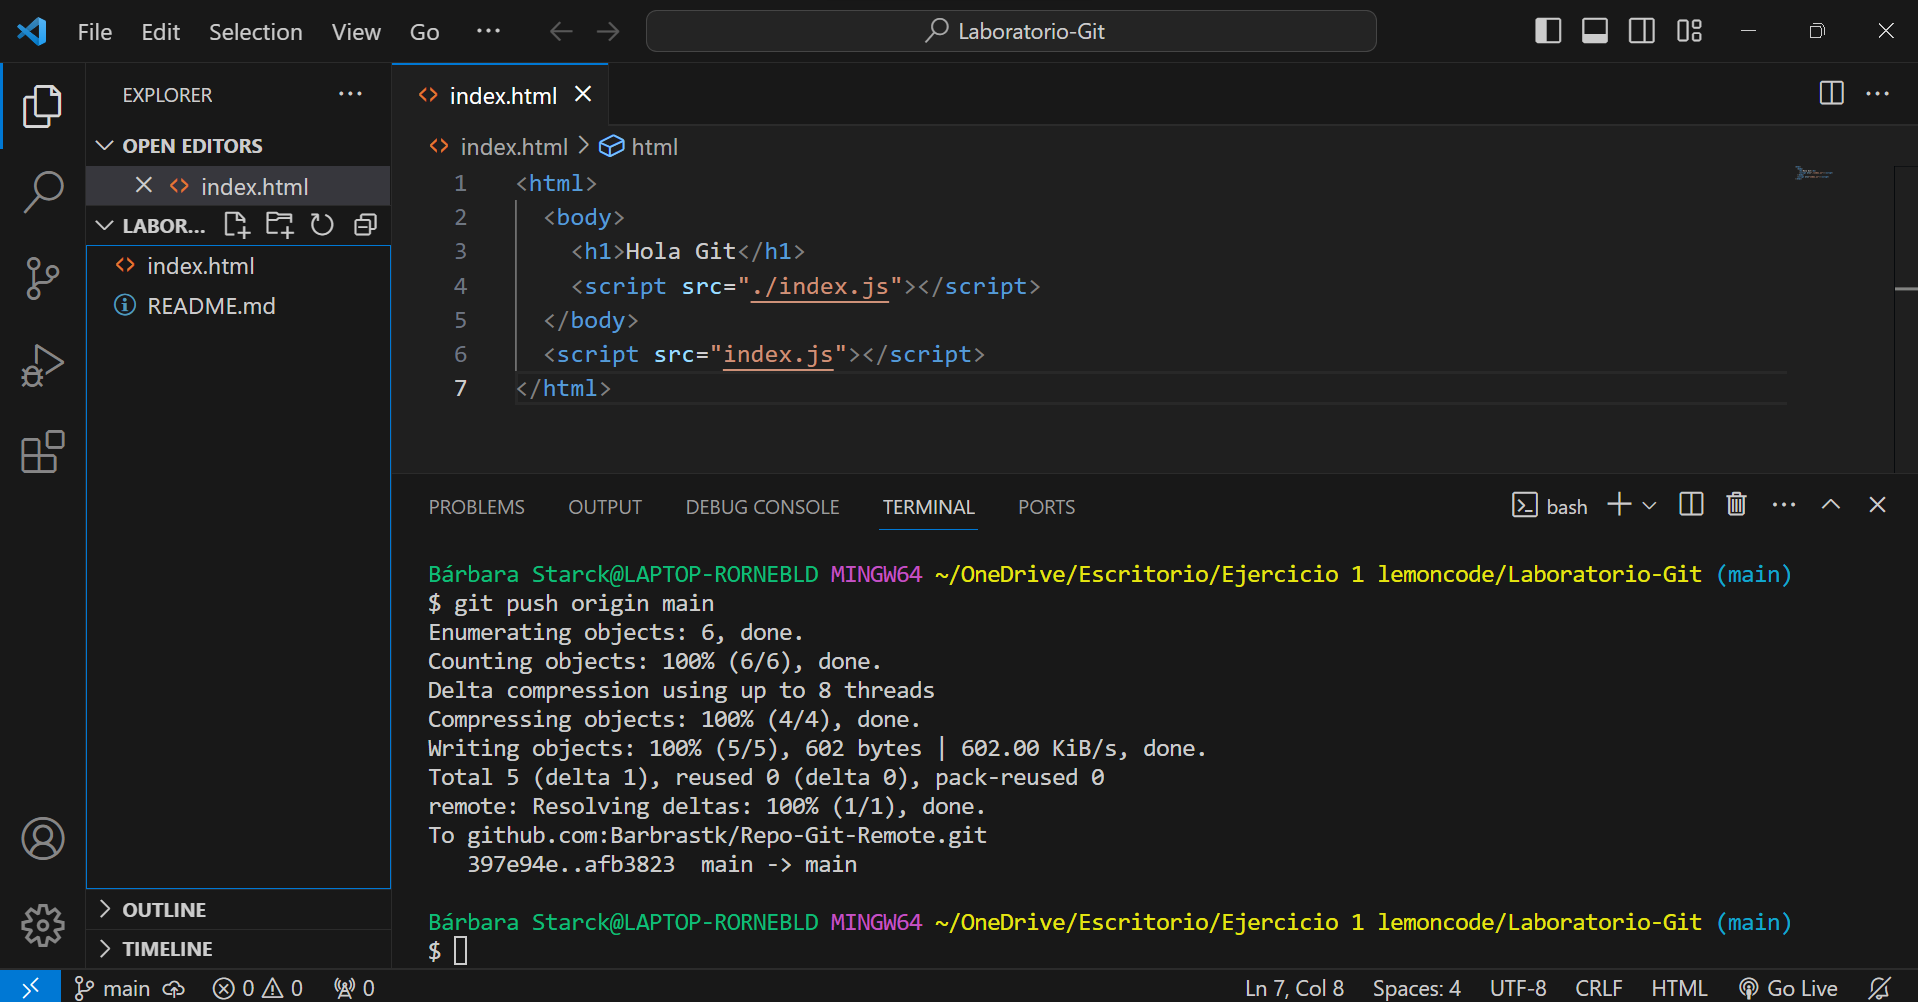 File Edit Selection View Go ··· Laboratorio-Git
EXPLORER ···
OPEN EDITORS
index.html
LABOR...
index.html
README.md
OUTLINE
TIMELINE
index.html
index.html > html
1 <html>
2 <body>
3 <h1>Hola Git</h1>
4 <script src="./index.js"></script>
5 </body>
6 <script src="index.js"></script>
7 </html>
PROBLEMS OUTPUT DEBUG CONSOLE TERMINAL PORTS bash
Bárbara Starck@LAPTOP-RORNEBLD MINGW64 ~/OneDrive/Escritorio/Ejercicio 1 lemoncode/Laboratorio-Git (main)
$ git push origin main
Enumerating objects: 6, done.
Counting objects: 100% (6/6), done.
Delta compression using up to 8 threads
Compressing objects: 100% (4/4), done.
Writing objects: 100% (5/5), 602 bytes | 602.00 KiB/s, done.
Total 5 (delta 1), reused 0 (delta 0), pack-reused 0
remote: Resolving deltas: 100% (1/1), done.
To github.com:Barbrastk/Repo-Git-Remote.git
397e94e..afb3823 main -> main
Bárbara Starck@LAPTOP-RORNEBLD MINGW64 ~/OneDrive/Escritorio/Ejercicio 1 lemoncode/Laboratorio-Git (main)
$
main 0 0 0 Ln 7, Col 8 Spaces: 4 UTF-8 CRLF HTML Go Live